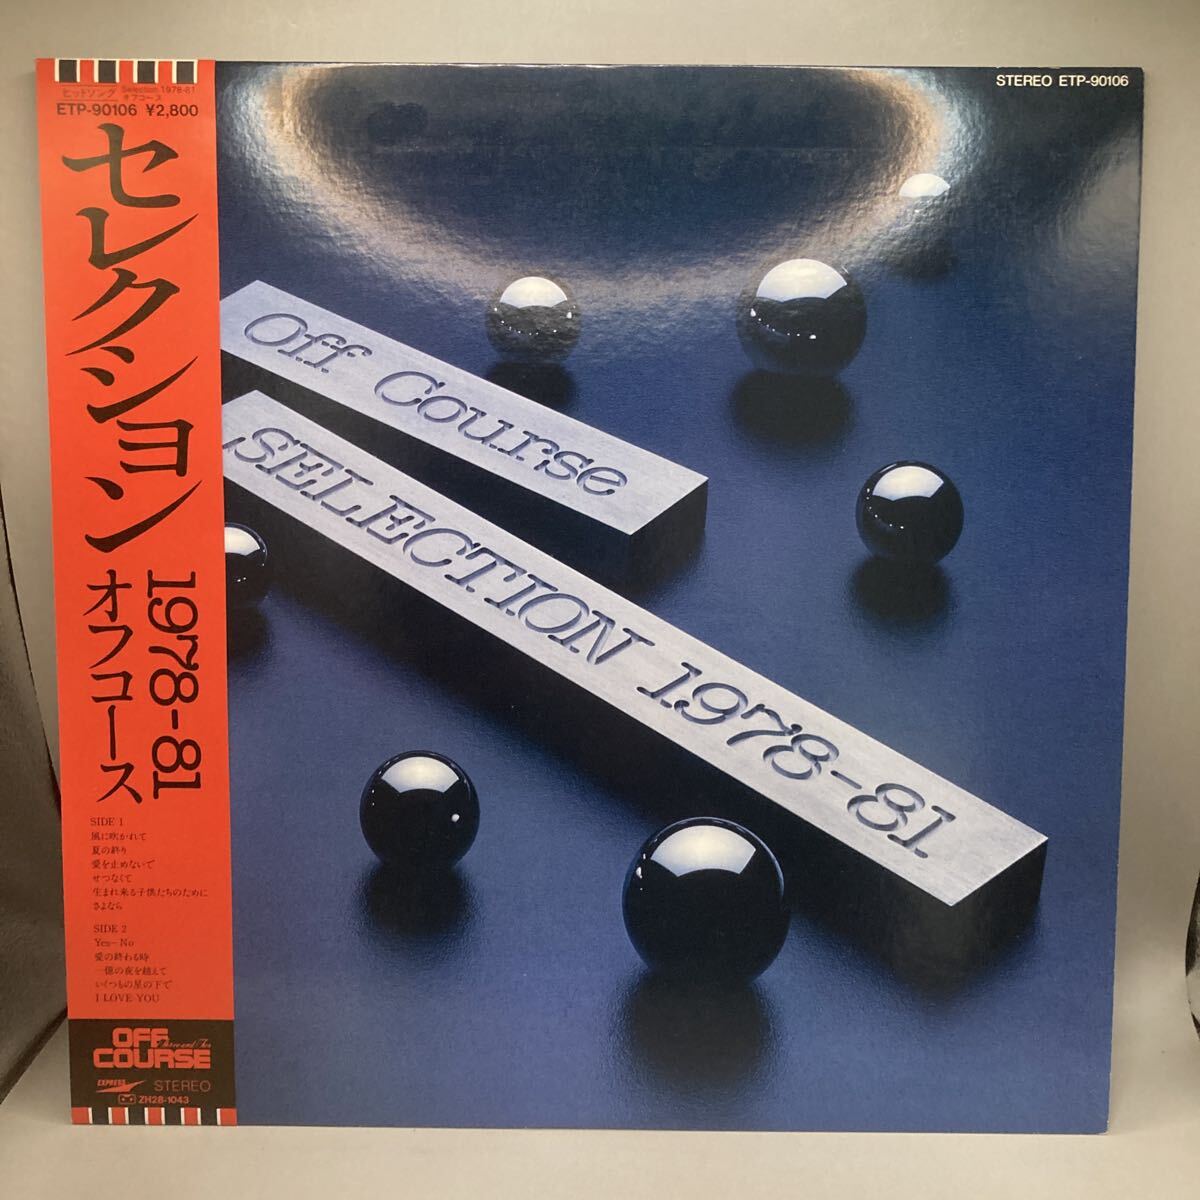 ヒットソング Selection 1978-81
オフコース
ETP-90106 ¥2,800
セレクション
1978-81
オフコース
SIDE 1
風に吹かれて
夏の終り
愛を止めないで
せつなくて
生まれ来る子供たちのために
さよなら
SIDE 2
Yes-No
愛の終わる時
一億の夜を越えて
いくつもの星の下で
I LOVE YOU
OFF
Three and Two
COURSE
EXPRESS
STEREO
ZH28-1043
STEREO ETP-90106
Off Course
SELECTION 1978-81